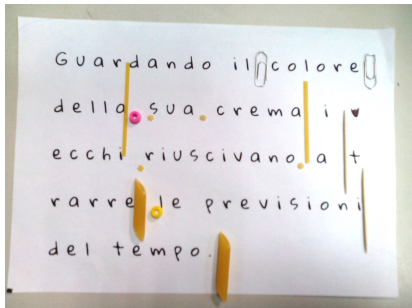 Guardando il colore
della sua crema i v
ecchi riuscivano a t
rarre le previsioni
del tempo.